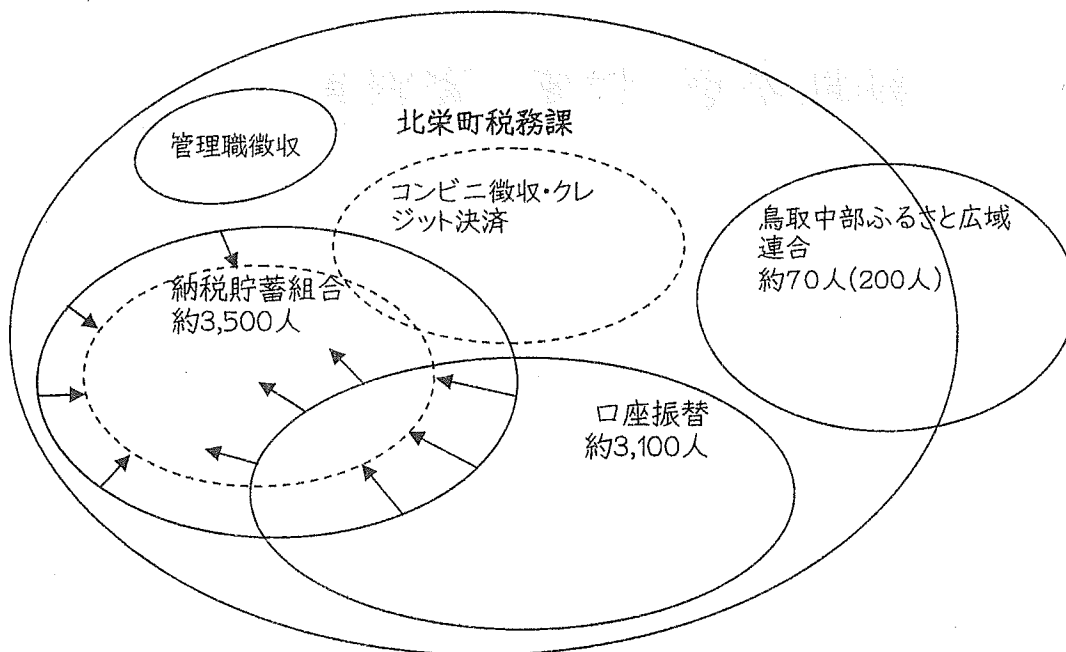 北栄町税務課
管理職徴収
コンビニ徴収・クレ
ジット決済
鳥取中部ふるさと広域
連合
約70人(200人)
納税貯蓄組合
約3,500人
口座振替
約3,100人